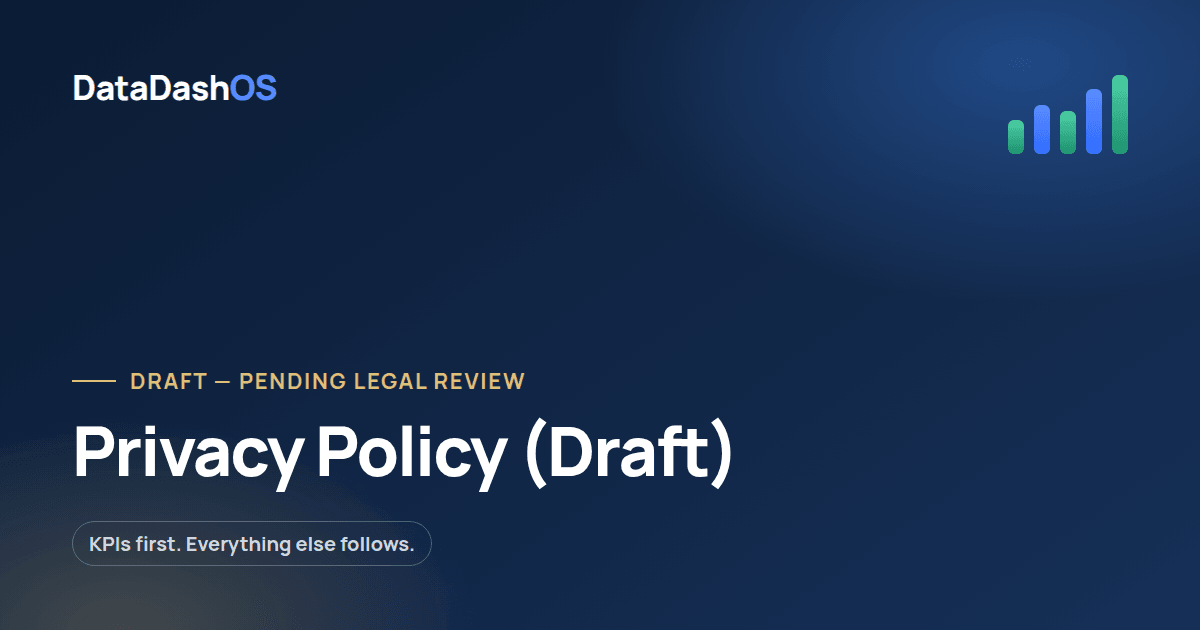 DataDashOS
DRAFT — PENDING LEGAL REVIEW
Privacy Policy (Draft)
KPIs first. Everything else follows.